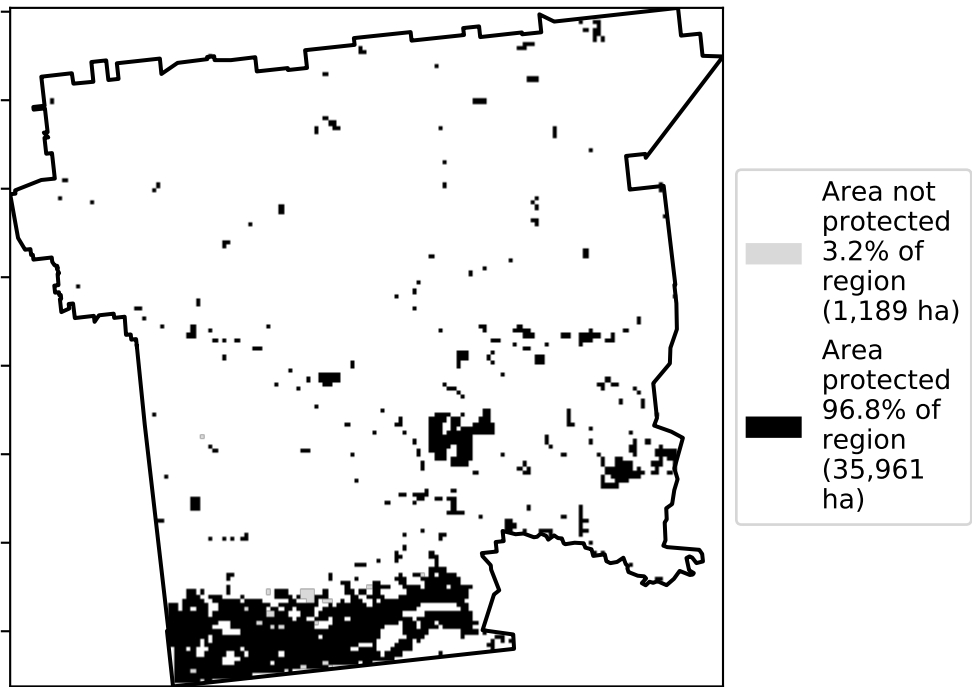 Area not
protected
3.2% of
region
(1,189 ha)
Area
protected
96.8% of
region
(35,961
ha)